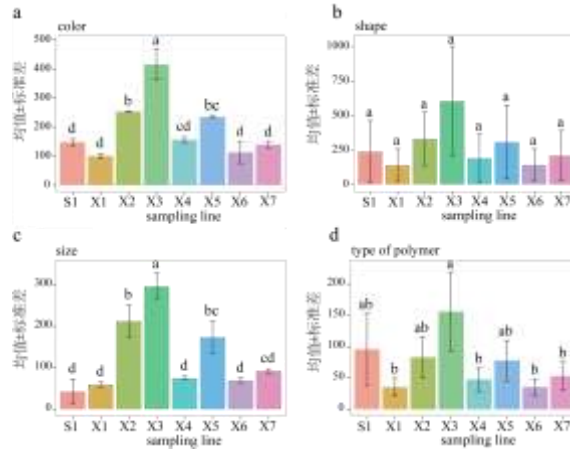 a
color
均值±标准差
500
400
300
200
100
0
a
b
bc
cd
d d d d
S1 X1 X2 X3 X4 X5 X6 X7
sampling line
b
shape
均值±标准差
1000
750
500
250
0
a a a a a a a a
S1 X1 X2 X3 X4 X5 X6 X7
sampling line
c
size
均值±标准差
300
200
100
0
a
b
bc
d d d d cd
S1 X1 X2 X3 X4 X5 X6 X7
sampling line
d
type of polymer
均值±标准差
200
150
100
50
0
a
ab ab ab
b b b b
S1 X1 X2 X3 X4 X5 X6 X7
sampling line